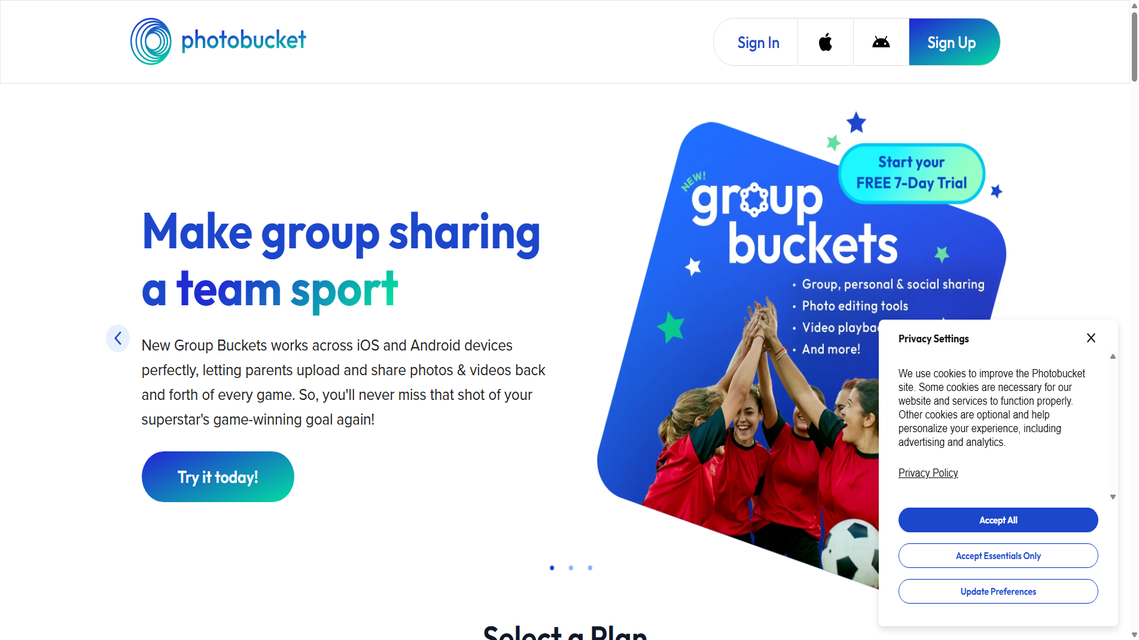 photobucket
Sign In
Sign Up
Make group sharing
a team sport
New Group Buckets works across iOS and Android devices
perfectly, letting parents upload and share photos & videos back
and forth of every game. So, you'll never miss that shot of your
superstar's game-winning goal again!
Try it today!
Start your
FREE 7-Day Trial
NEW!
group
buckets
• Group, personal & social sharing
• Photo editing tools
• Video playba
• And more!
Privacy Settings
We use cookies to improve the Photobucket
site. Some cookies are necessary for our
website and services to function properly.
Other cookies are optional and help
personalize your experience, including
advertising and analytics.
Privacy Policy
Accept All
Accept Essentials Only
Update Preferences
Select a Plan